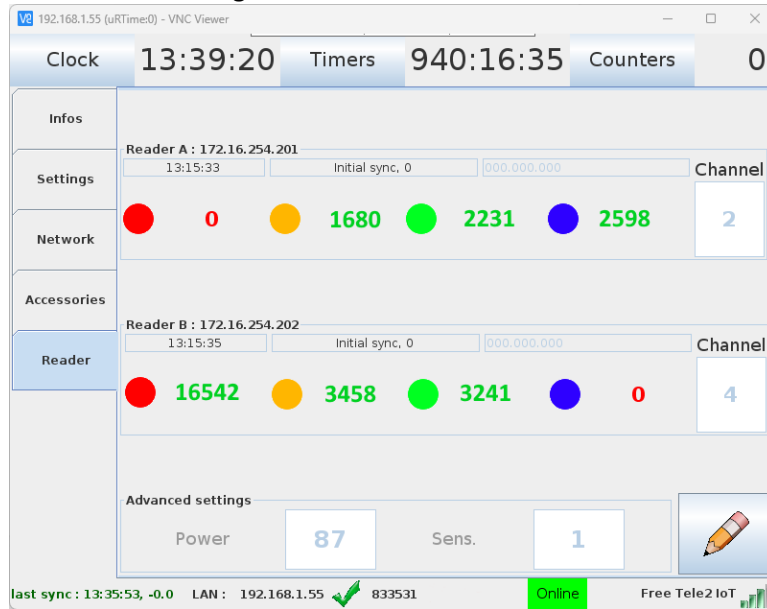 192.168.1.55 (uRTime:0) - VNC Viewer
Clock 13:39:20 Timers 940:16:35 Counters 0
Infos
Settings
Network
Accessories
Reader
Reader A : 172.16.254.201
13:15:33 Initial sync, 0 000.000.000 Channel
0 1680 2231 2598 2
Reader B : 172.16.254.202
13:15:35 Initial sync, 0 000.000.000 Channel
16542 3458 3241 0 4
Advanced settings
Power 87 Sens. 1
last sync : 13:35:53, -0.0 LAN : 192.168.1.55 833531 Online Free Tele2 IoT